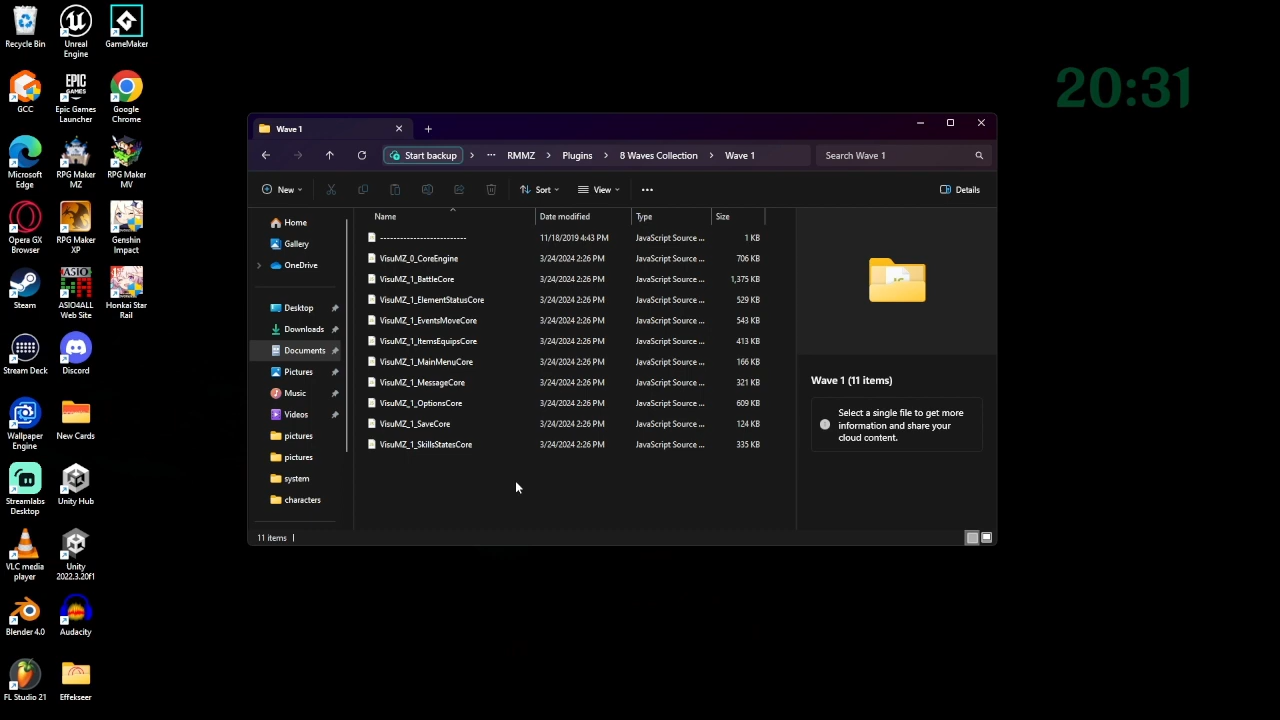 Recycle Bin
Unreal
Engine
GameMaker
GCC
Epic Games
Launcher
Google
Chrome
Microsoft
Edge
RPG Maker
MZ
RPG Maker
MV
Opera GX
Browser
RPG Maker
XP
Genshin
Impact
Steam
ASIO4ALL
Web Site
Honkai Star
Rail
Stream Deck
Discord
Wallpaper
Engine
New Cards
Streamlabs
Desktop
Unity Hub
VLC media
player
Unity
2022.3.20f1
Blender 4.0
Audacity
FL Studio 21
Effekseer
20:31
Wave 1
Start backup
RMMZ
Plugins
8 Waves Collection
Wave 1
Search Wave 1
New
Sort
View
Details
Home
Gallery
OneDrive
Desktop
Downloads
Documents
Pictures
Music
Videos
pictures
pictures
system
characters
Name Date modified Type Size
--------------------------- 11/18/2019 4:43 PM JavaScript Source ... 1 KB
VisuMZ_0_CoreEngine 3/24/2024 2:26 PM JavaScript Source ... 706 KB
VisuMZ_1_BattleCore 3/24/2024 2:26 PM JavaScript Source ... 1,375 KB
VisuMZ_1_ElementStatusCore 3/24/2024 2:26 PM JavaScript Source ... 529 KB
VisuMZ_1_EventsMoveCore 3/24/2024 2:26 PM JavaScript Source ... 543 KB
VisuMZ_1_ItemsEquipsCore 3/24/2024 2:26 PM JavaScript Source ... 413 KB
VisuMZ_1_MainMenuCore 3/24/2024 2:26 PM JavaScript Source ... 166 KB
VisuMZ_1_MessageCore 3/24/2024 2:26 PM JavaScript Source ... 321 KB
VisuMZ_1_OptionsCore 3/24/2024 2:26 PM JavaScript Source ... 609 KB
VisuMZ_1_SaveCore 3/24/2024 2:26 PM JavaScript Source ... 124 KB
VisuMZ_1_SkillsStatesCore 3/24/2024 2:26 PM JavaScript Source ... 335 KB
Wave 1 (11 items)
Select a single file to get more
information and share your
cloud content.
11 items